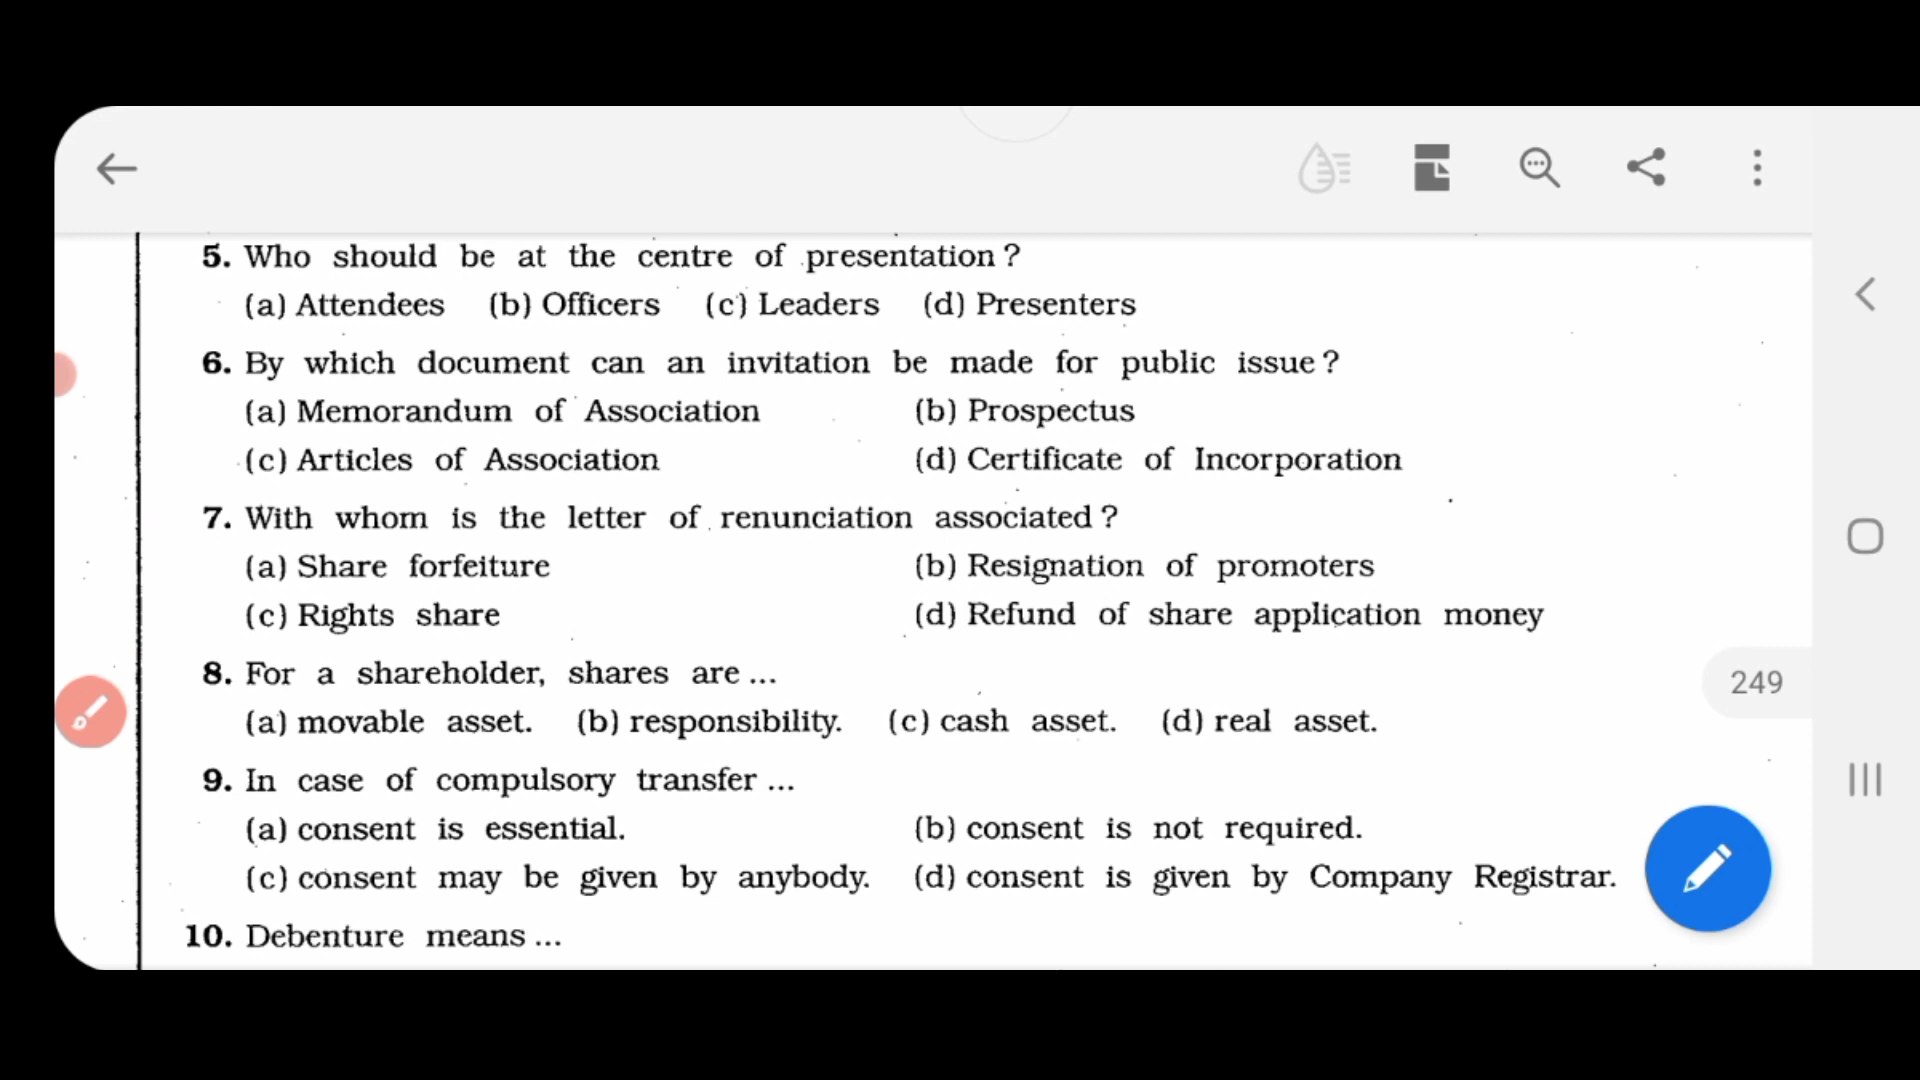 5. Who should be at the centre of presentation ?
(a) Attendees (b) Officers (c) Leaders (d) Presenters
6. By which document can an invitation be made for public issue ?
(a) Memorandum of Association (b) Prospectus
(c) Articles of Association (d) Certificate of Incorporation
7. With whom is the letter of renunciation associated ?
(a) Share forfeiture (b) Resignation of promoters
(c) Rights share (d) Refund of share application money
8. For a shareholder, shares are ...
249
(a) movable asset. (b) responsibility. (c) cash asset. (d) real asset.
9. In case of compulsory transfer ...
(a) consent is essential. (b) consent is not required.
(c) consent may be given by anybody. (d) consent is given by Company Registrar.
10. Debenture means ...